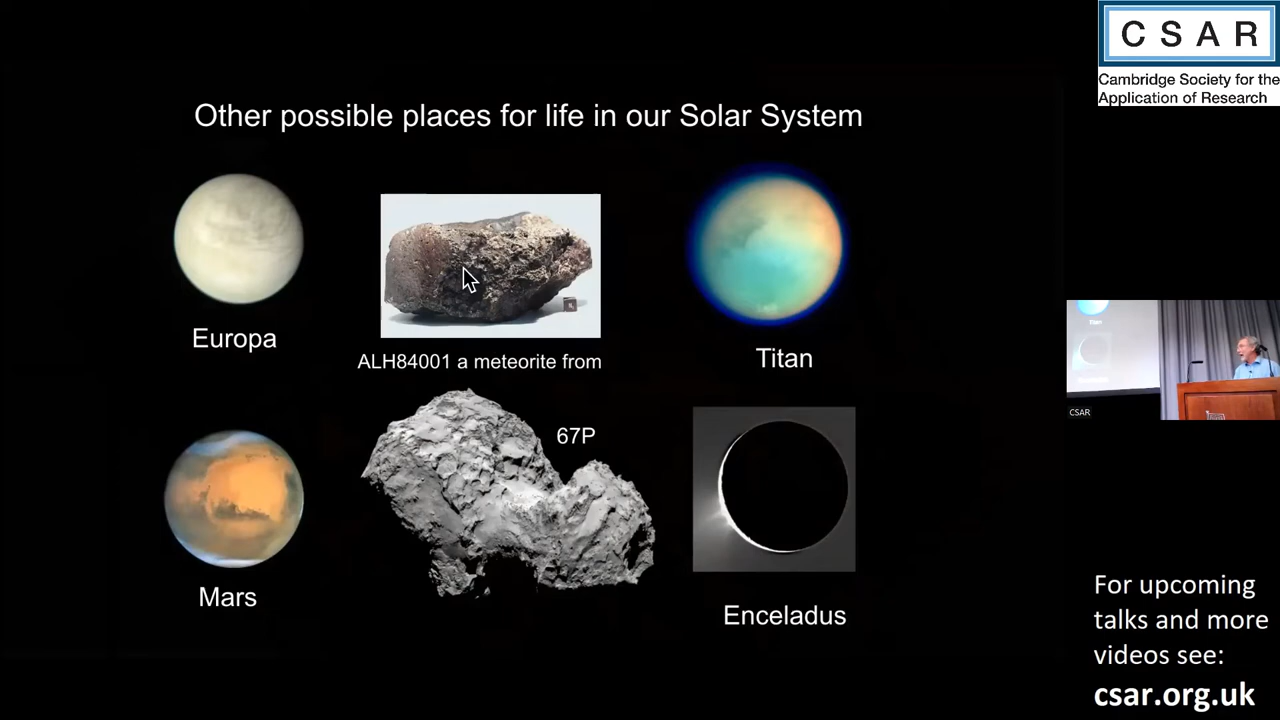 C S A R
Cambridge Society for the
Application of Research
Other possible places for life in our Solar System
Europa
ALH84001 a meteorite from
Titan
67P
Mars
Enceladus
CSAR
For upcoming
talks and more
videos see:
csar.org.uk